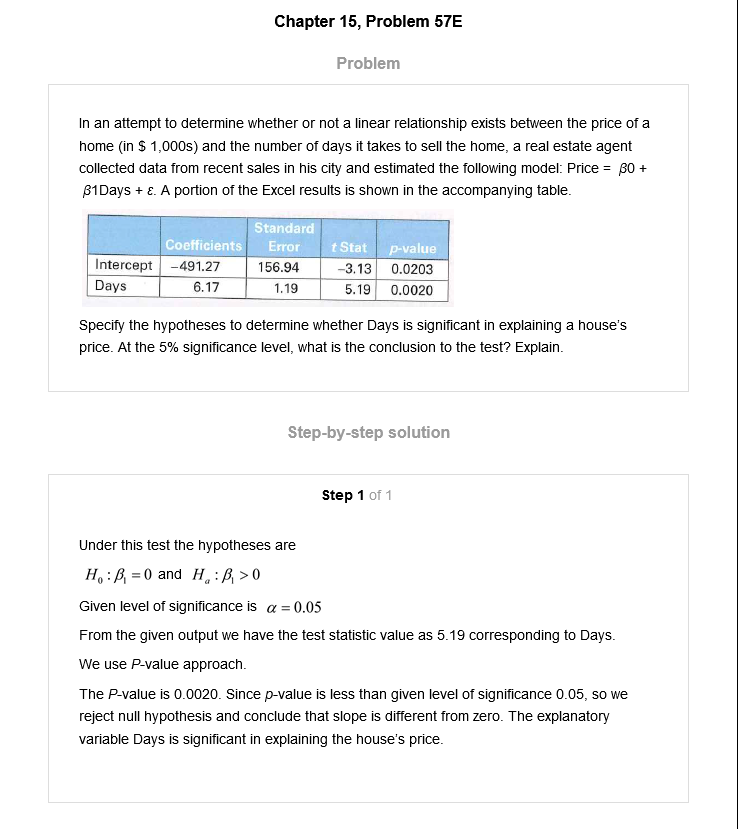 Chapter 15, Problem 57E
Problem
In an attempt to determine whether or not a linear relationship exists between the price of a
home (in $ 1,000s) and the number of days it takes to sell the home, a real estate agent
collected data from recent sales in his city and estimated the following model: Price = β0 +
β1Days + ε. A portion of the Excel results is shown in the accompanying table.
Coefficients Standard Error t Stat p-value
Intercept −491.27 156.94 −3.13 0.0203
Days 6.17 1.19 5.19 0.0020
Specify the hypotheses to determine whether Days is significant in explaining a house's
price. At the 5% significance level, what is the conclusion to the test? Explain.
Step-by-step solution
Step 1 of 1
Under this test the hypotheses are
H₀ : β₁ = 0 and Hₐ : β₁ > 0
Given level of significance is α = 0.05
From the given output we have the test statistic value as 5.19 corresponding to Days.
We use P-value approach.
The P-value is 0.0020. Since p-value is less than given level of significance 0.05, so we
reject null hypothesis and conclude that slope is different from zero. The explanatory
variable Days is significant in explaining the house's price.